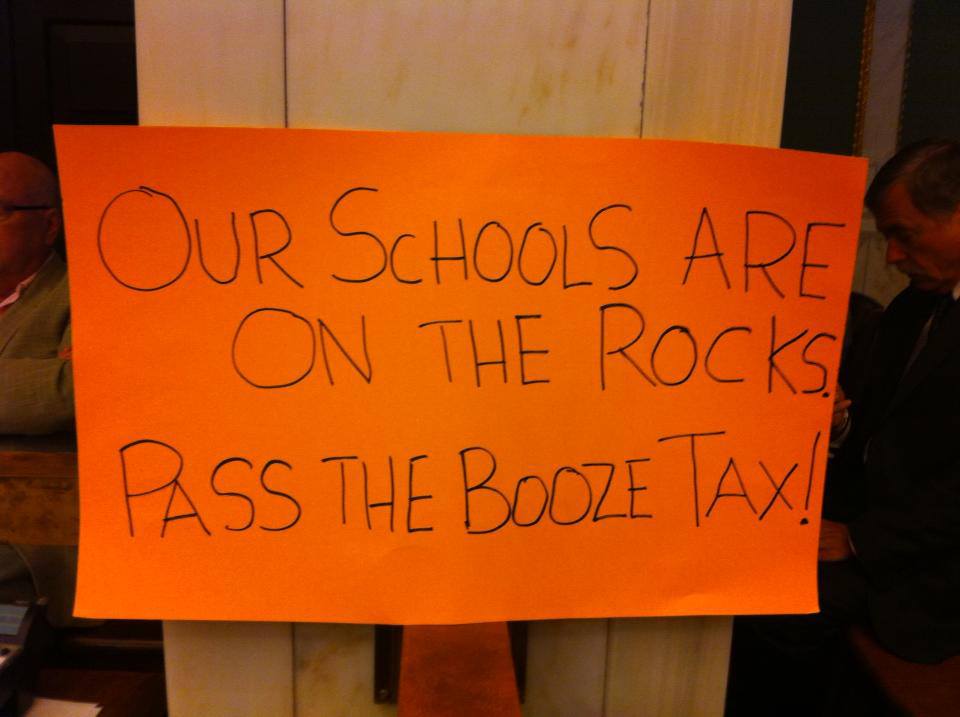 OUR SCHOOLS ARE
ON THE ROCKS.
PASS THE BOOZE TAX!